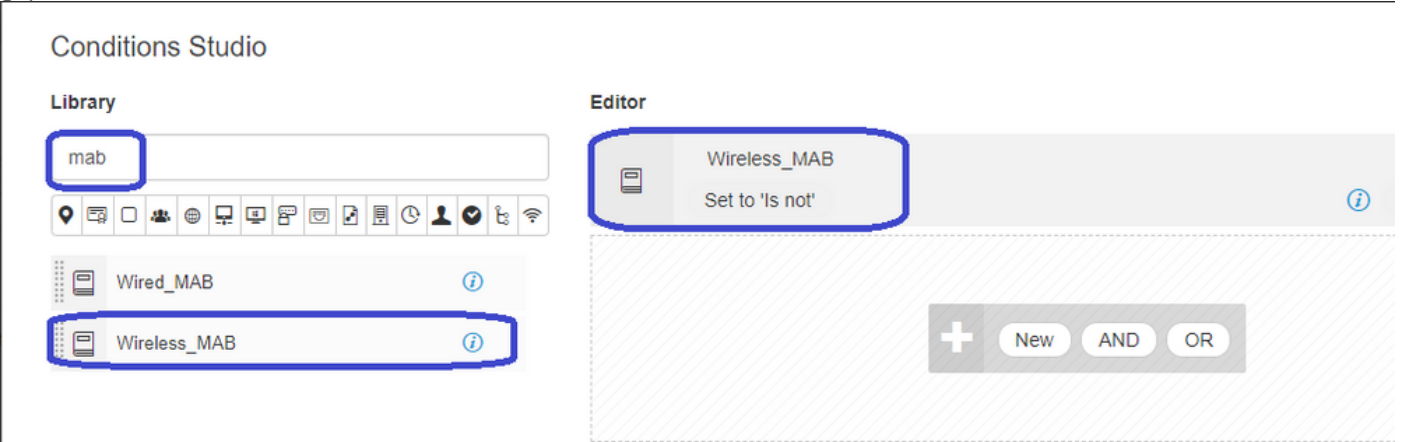 Conditions Studio
Library
Editor
mab
Wireless_MAB
Set to 'Is not'
Wired_MAB
Wireless_MAB
New AND OR